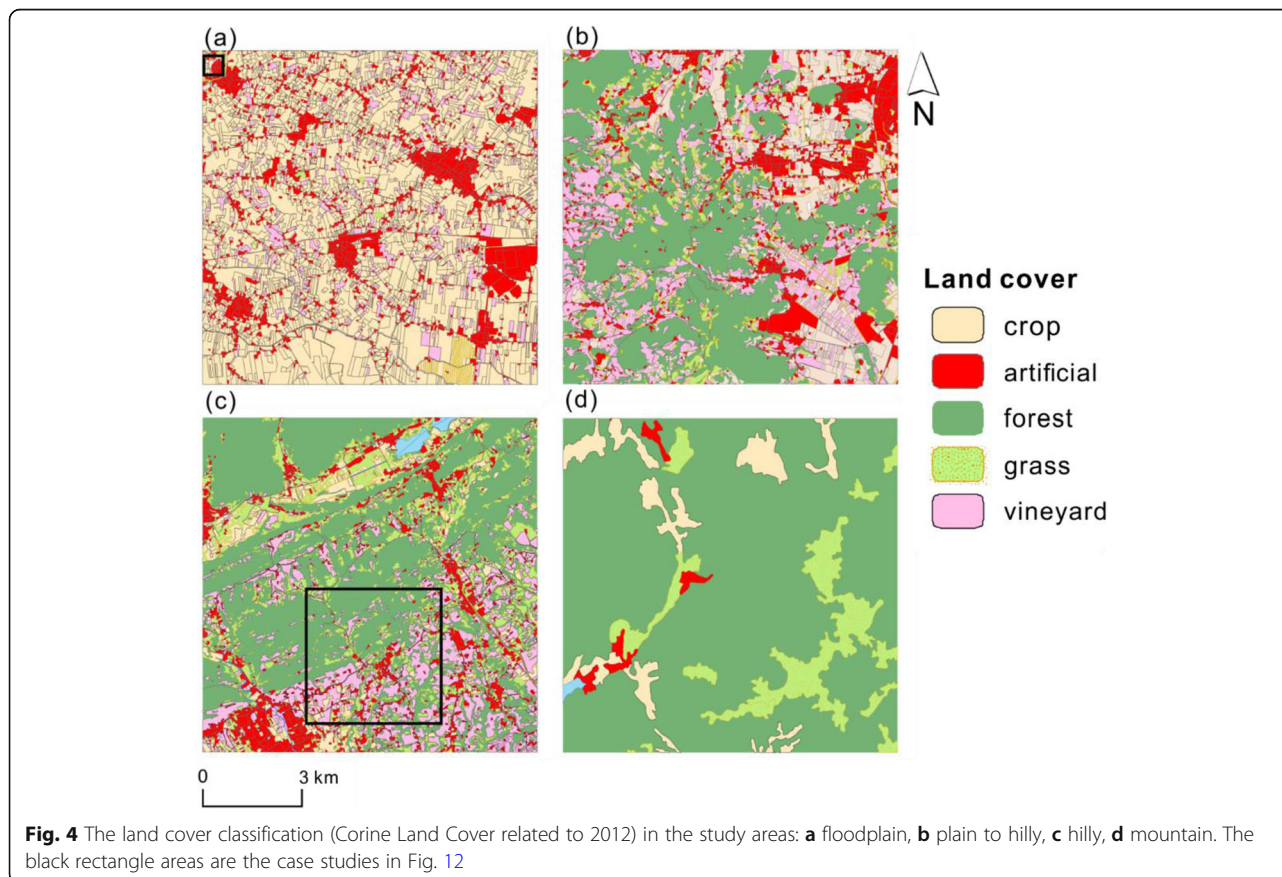 (a)
(b)
N
(c)
(d)
Land cover
crop
artificial
forest
grass
vineyard
0 3 km
Fig. 4 The land cover classification (Corine Land Cover related to 2012) in the study areas: a floodplain, b plain to hilly, c hilly, d mountain. The
black rectangle areas are the case studies in Fig. 12